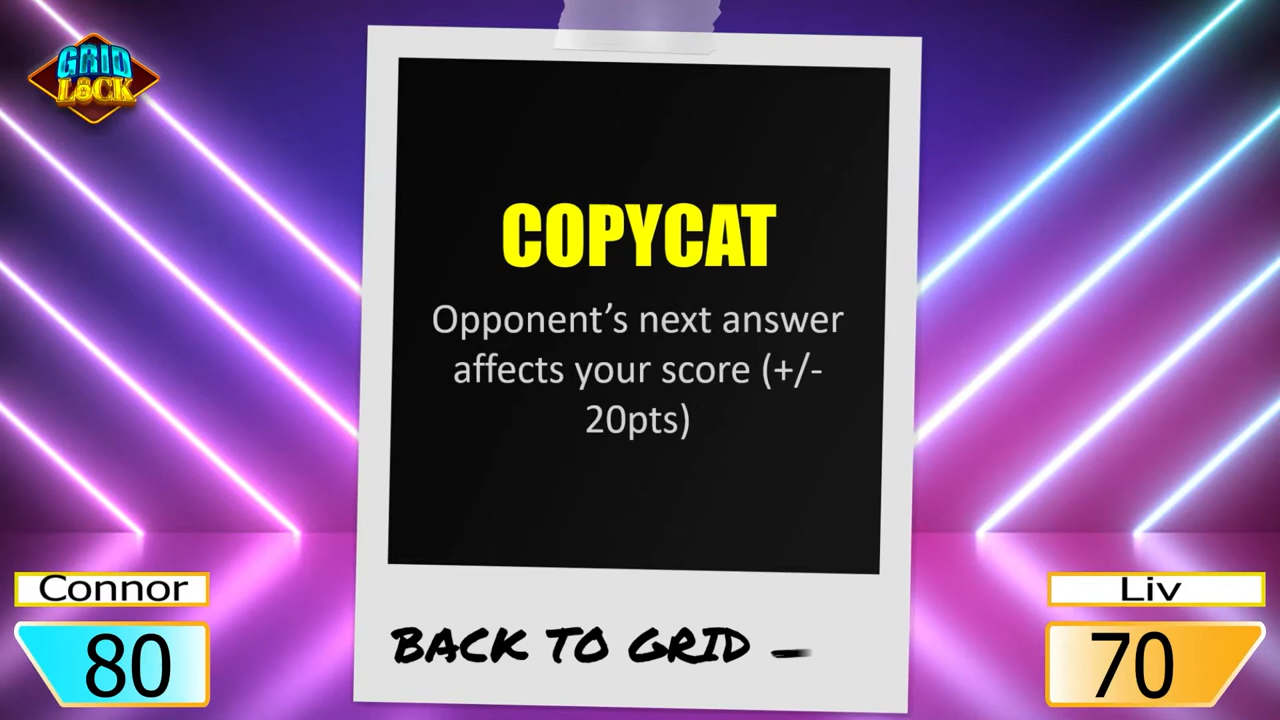 GRID
LOCK
COPYCAT
Opponent’s next answer
affects your score (+/-
20pts)
BACK TO GRID –
Connor
80
Liv
70